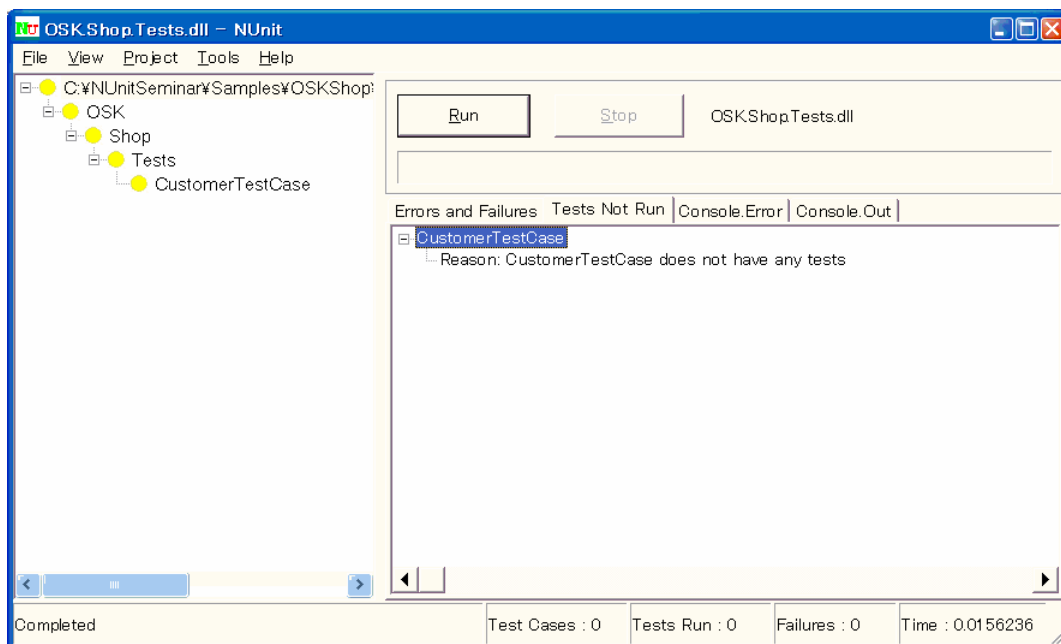 OSK.Shop.Tests.dll - NUnit
File View Project Tools Help
C:¥NUnitSeminar¥Samples¥OSKShop¥
OSK
Shop
Tests
CustomerTestCase
Run Stop OSK.Shop.Tests.dll
Errors and Failures Tests Not Run Console.Error Console.Out
CustomerTestCase
Reason: CustomerTestCase does not have any tests
Completed Test Cases : 0 Tests Run : 0 Failures : 0 Time : 0.0156236